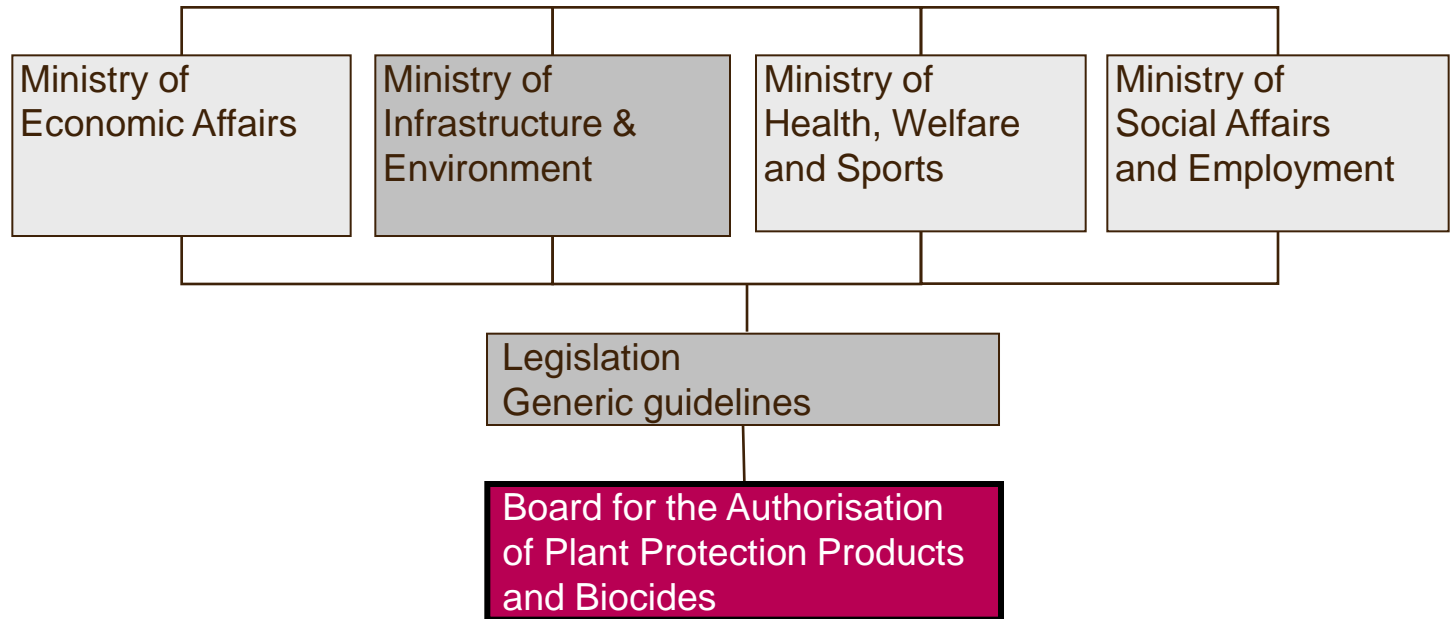 Ministry of
Economic Affairs
Ministry of
Infrastructure &
Environment
Ministry of
Health, Welfare
and Sports
Ministry of
Social Affairs
and Employment
Legislation
Generic guidelines
Board for the Authorisation
of Plant Protection Products
and Biocides